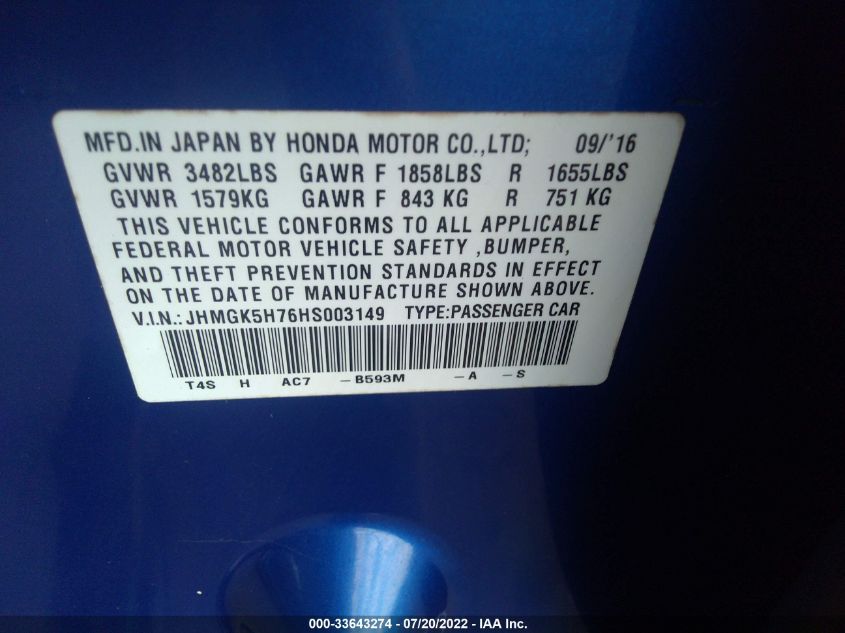 MFD.IN JAPAN BY HONDA MOTOR CO.,LTD; 09/'16
GVWR 3482LBS GAWR F 1858LBS R 1655LBS
GVWR 1579KG GAWR F 843 KG R 751 KG
THIS VEHICLE CONFORMS TO ALL APPLICABLE
FEDERAL MOTOR VEHICLE SAFETY ,BUMPER,
AND THEFT PREVENTION STANDARDS IN EFFECT
ON THE DATE OF MANUFACTURE SHOWN ABOVE.
V.I.N.: JHMGK5H76HS003149 TYPE:PASSENGER CAR
T4S H AC7 -B593M -A -S
000-33643274 / 07/20/2022 - IAA Inc.